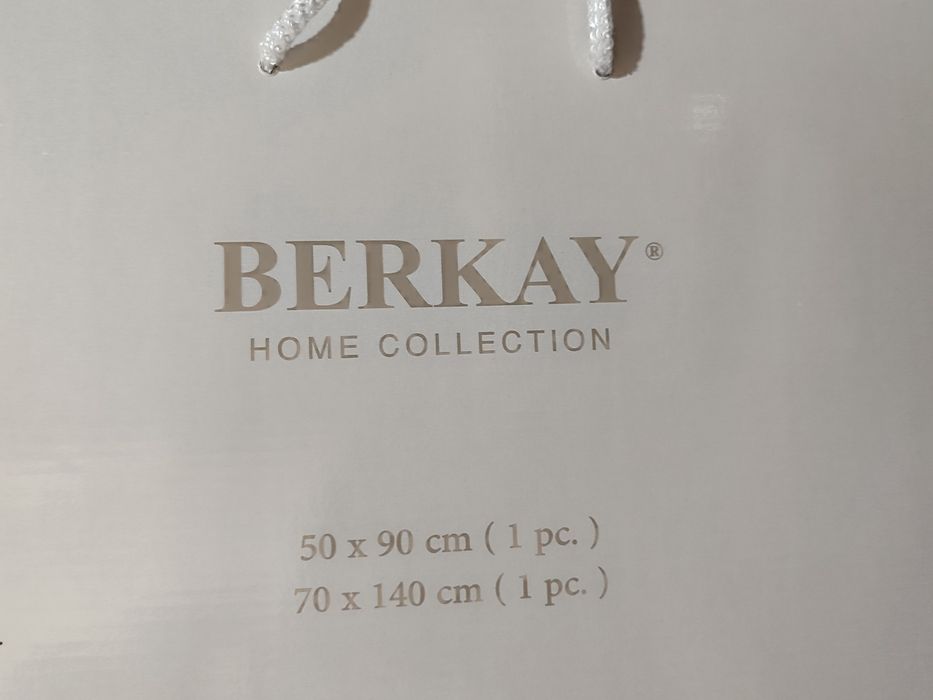 BERKAY®
HOME COLLECTION
50 x 90 cm ( 1 pc. )
70 x 140 cm ( 1 pc. )